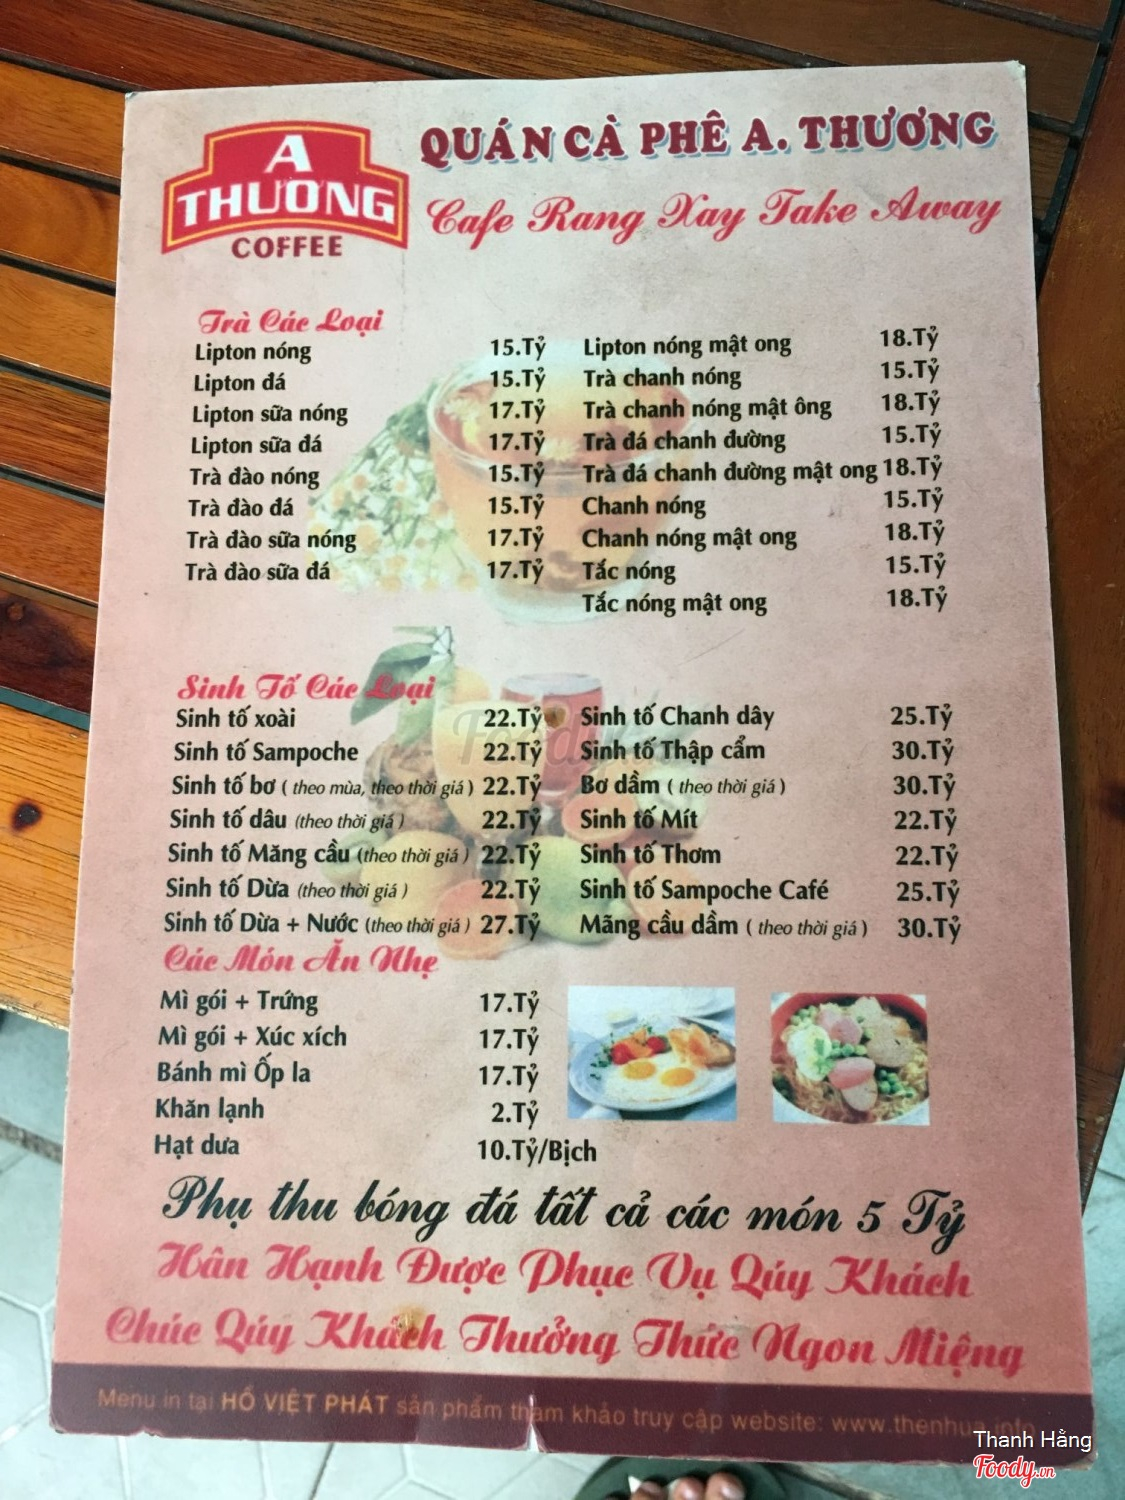 A
THƯƠNG
COFFEE
QUÁN CÀ PHÊ A. THƯƠNG
Cafe Rang Xay Take Away
Trà Các Loại
Lipton nóng 15.Tỷ
Lipton đá 15.Tỷ
Lipton sữa nóng 17.Tỷ
Lipton sữa đá 17.Tỷ
Trà đào nóng 15.Tỷ
Trà đào đá 15.Tỷ
Trà đào sữa nóng 17.Tỷ
Trà đào sữa đá 17.Tỷ
Lipton nóng mật ong 18.Tỷ
Trà chanh nóng 15.Tỷ
Trà chanh nóng mật ông 18.Tỷ
Trà đá chanh đường 15.Tỷ
Trà đá chanh đường mật ong 18.Tỷ
Chanh nóng 15.Tỷ
Chanh nóng mật ong 18.Tỷ
Tắc nóng 15.Tỷ
Tắc nóng mật ong 18.Tỷ
Sinh Tố Các Loại
Sinh tố xoài 22.Tỷ
Sinh tố Sampoche 22.Tỷ
Sinh tố bơ ( theo mùa, theo thời giá ) 22.Tỷ
Sinh tố dâu (theo thời giá ) 22.Tỷ
Sinh tố Măng cầu (theo thời giá ) 22.Tỷ
Sinh tố Dừa (theo thời giá ) 22.Tỷ
Sinh tố Dừa + Nước (theo thời giá ) 27.Tỷ
Sinh tố Chanh dây 25.Tỷ
Sinh tố Thập cẩm 30.Tỷ
Bơ dầm ( theo thời giá ) 30.Tỷ
Sinh tố Mít 22.Tỷ
Sinh tố Thơm 22.Tỷ
Sinh tố Sampoche Café 25.Tỷ
Mãng cầu dầm ( theo thời giá ) 30.Tỷ
Các Món Ăn Nhẹ
Mì gói + Trứng 17.Tỷ
Mì gói + Xúc xích 17.Tỷ
Bánh mì Ốp la 17.Tỷ
Khăn lạnh 2.Tỷ
Hạt dưa 10.Tỷ/Bịch
Phụ thu bóng đá tất cả các món 5 Tỷ
Hân Hạnh Được Phục Vụ Qúy Khách
Chúc Qúy Khách Thưởng Thức Ngon Miệng
Menu in tại HỒ VIỆT PHÁT sản phẩm tham khảo truy cập website: www.thenhua.info
Thanh Hằng
Foody.vn